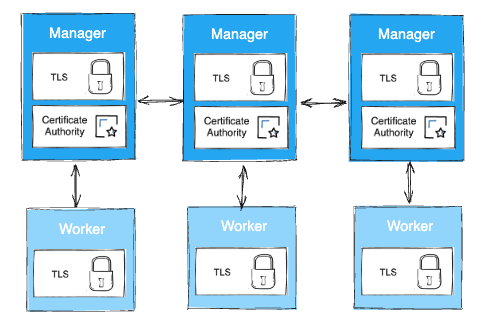 Manager
Manager
Manager
TLS
TLS
TLS
Certificate
Authority
Certificate
Authority
Certificate
Authority
Worker
Worker
Worker
TLS
TLS
TLS